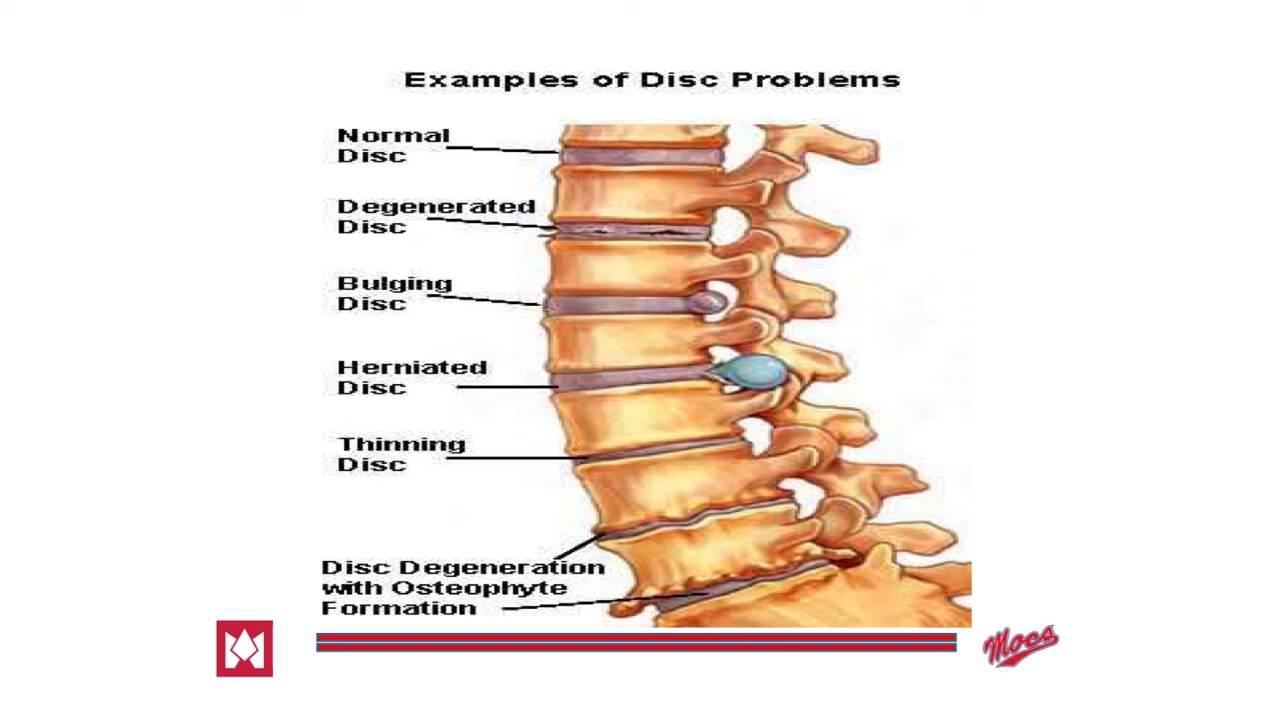 Examples of Disc Problems
Normal
Disc
Degenerated
Disc
Bulging
Disc
Herniated
Disc
Thinning
Disc
Disc Degeneration
with Osteophyte
Formation
Mocs